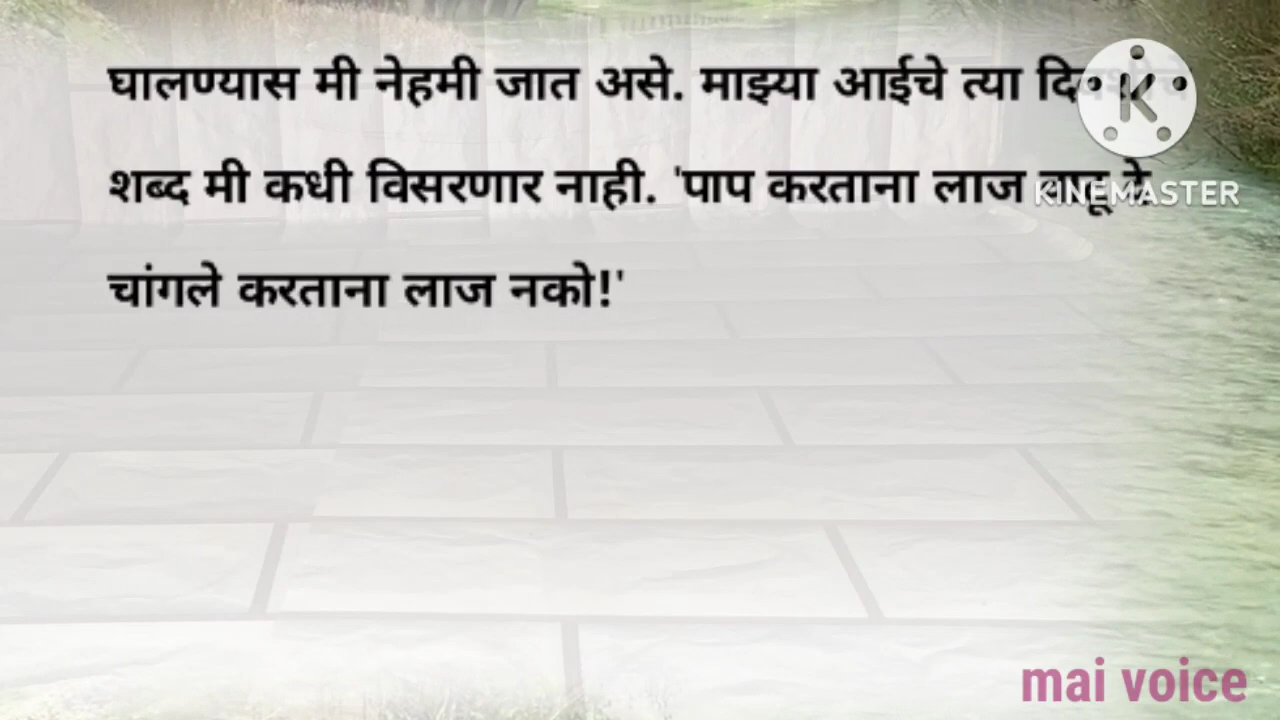 घालण्यास मी नेहमी जात असे. माझ्या आईचे त्या
शब्द मी कधी विसरणार नाही. 'पाप करताना लाज
चांगले करताना लाज नको!'
KINEMASTER
mai voice